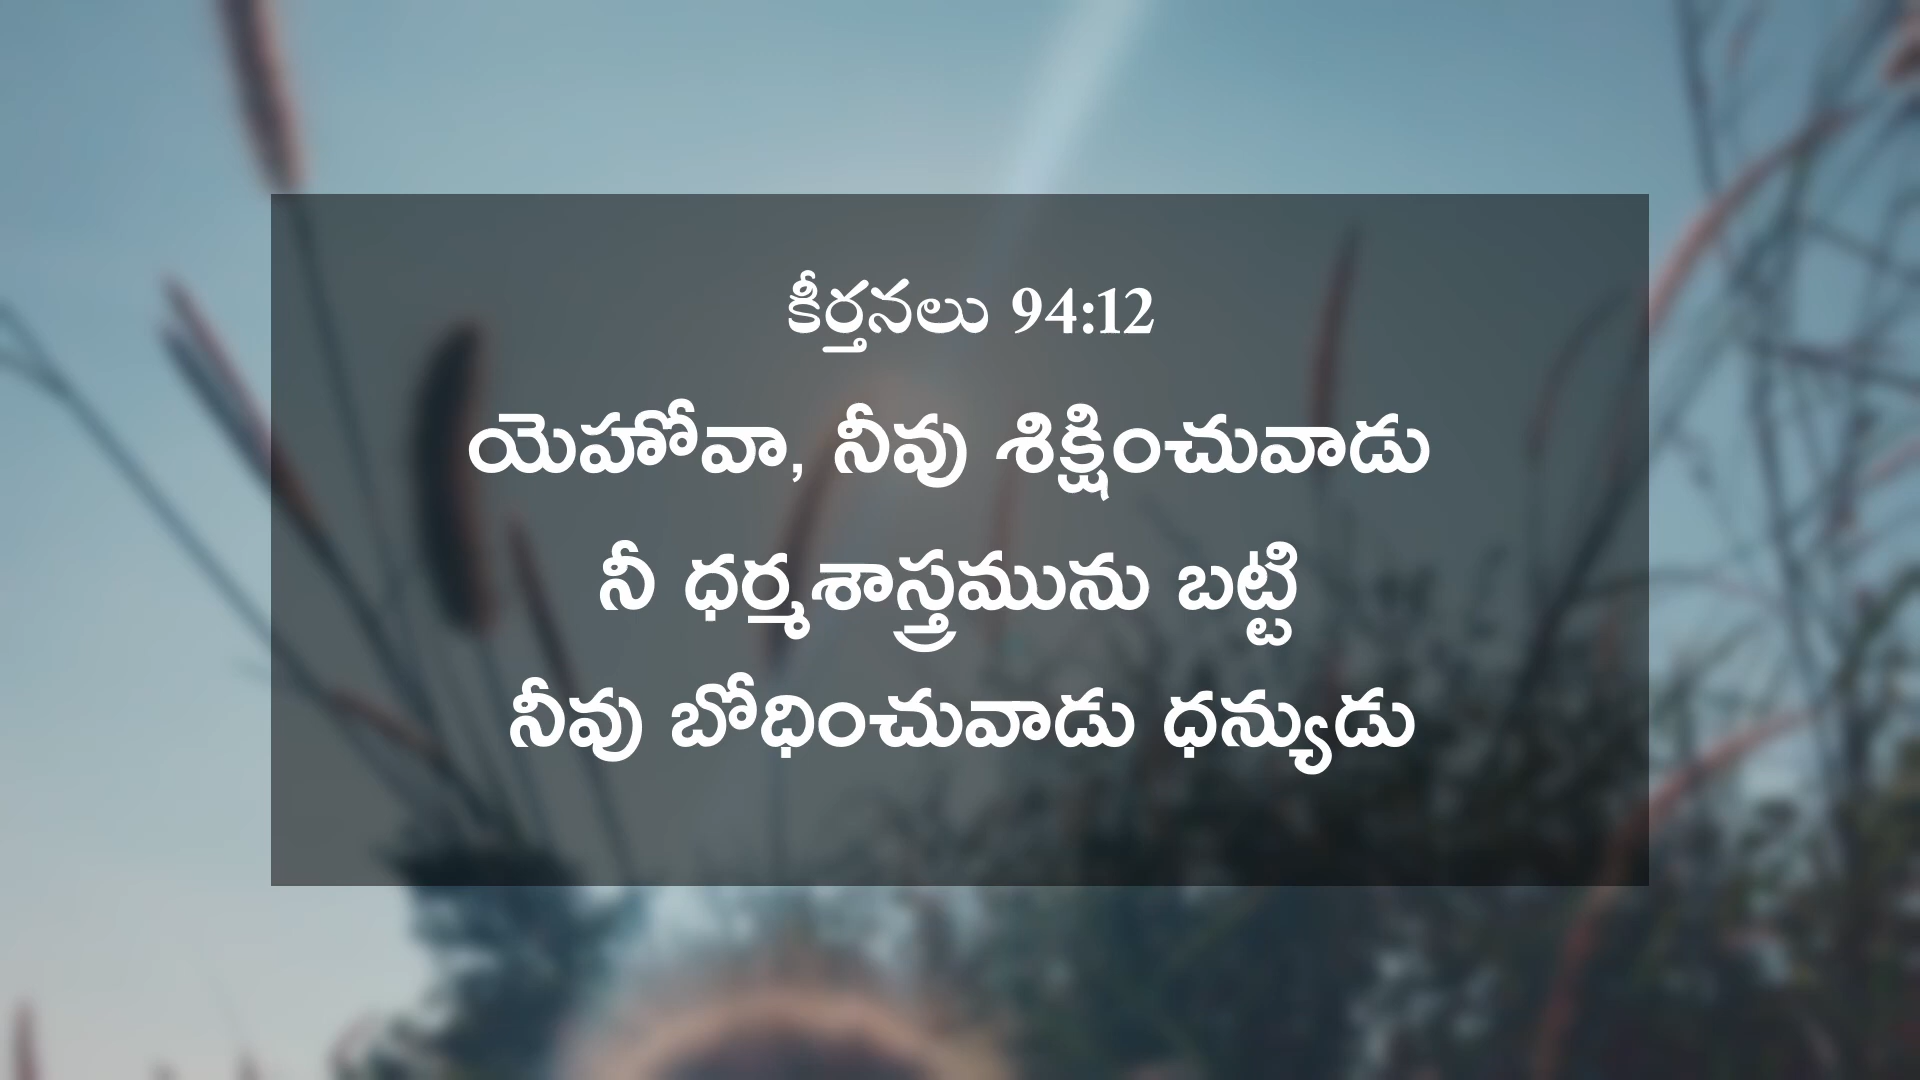 కీర్తనలు 94:12
యెహోవా, నీవు శిక్షించువాడు
నీ ధర్మశాస్త్రమును బట్టి
నీవు బోధించువాడు ధన్యుడు